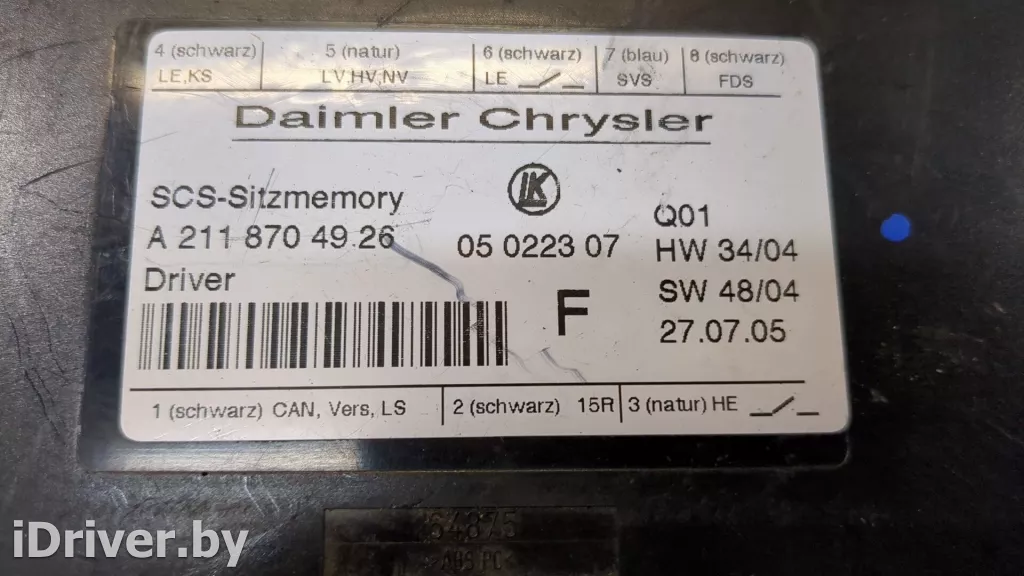 4 (schwarz) 5 (natur) 6 (schwarz) 7 (blau) 8 (schwarz)
LE,KS LV,HV,NV LE SVS FDS
Daimler Chrysler
SCS-Sitzmemory
A 211 870 49 26
Driver
LK
05 0223 07
F
Q01
HW 34/04
SW 48/04
27.07.05
1 (schwarz) CAN, Vers, LS 2 (schwarz) 15R 3 (natur) HE
64875
iDriver.by